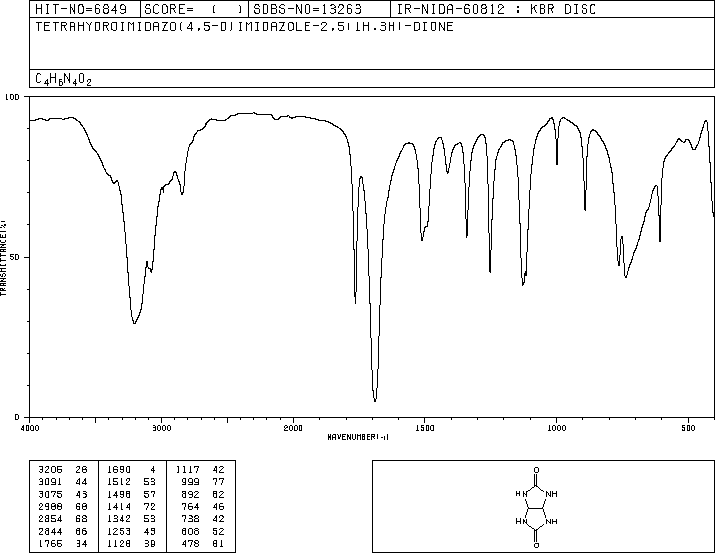 HIT-NO=6849 SCORE= ( ) SDBS-NO=13263 IR-NIDA-60812 : KBR DISC
TETRAHYDROIMIDAZO(4,5-D)IMIDAZOLE-2,5(1H,3H)-DIONE
C4H6N4O2
100
50
0
TRANSMITTANCE(%)
4000 3000 2000 1500 1000 500
WAVENUMBER(-1)
3205 28 1690 4 1117 42
3091 44 1512 53 999 77
3075 43 1498 57 892 62
2988 68 1414 72 764 46
2854 68 1342 53 738 42
2844 66 1253 43 608 52
1765 34 1128 39 478 81
O
HN NH
HN NH
O